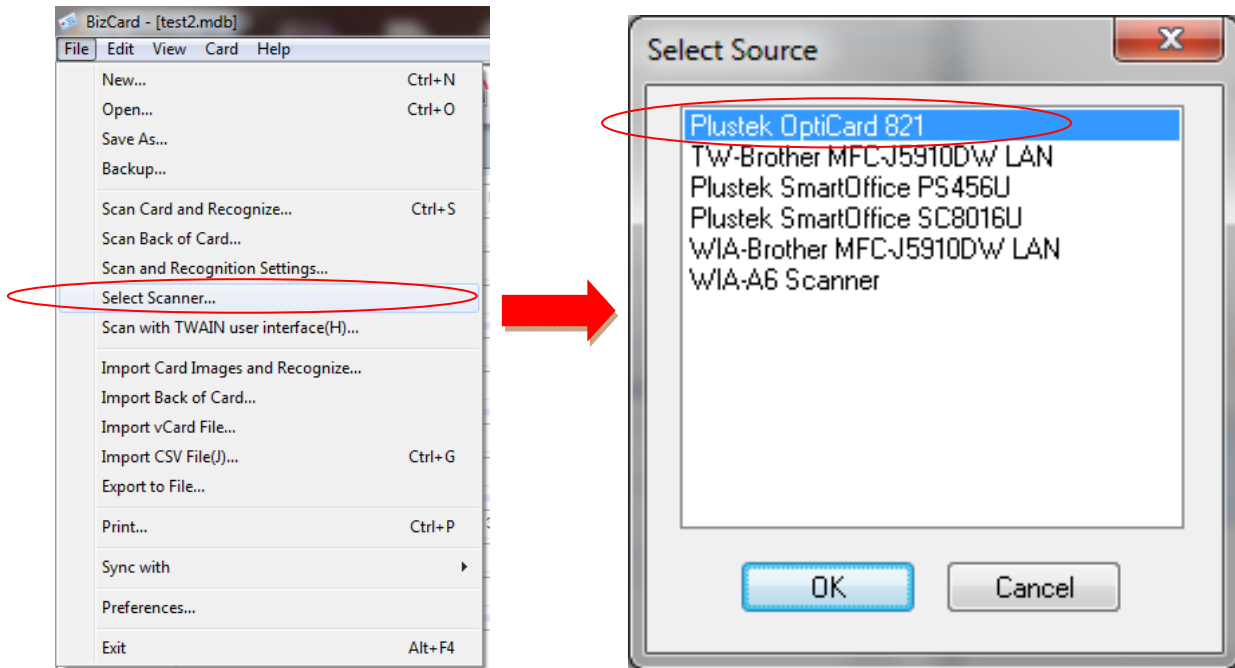 BizCard - [test2.mdb]
File Edit View Card Help
New... Ctrl+N
Open... Ctrl+O
Save As...
Backup...
Scan Card and Recognize... Ctrl+S
Scan Back of Card...
Scan and Recognition Settings...
Select Scanner...
Scan with TWAIN user interface(H)...
Import Card Images and Recognize...
Import Back of Card...
Import vCard File...
Import CSV File(J)... Ctrl+G
Export to File...
Print... Ctrl+P
Sync with
Preferences...
Exit Alt+F4
Select Source
Plustek OptiCard 821
TW-Brother MFC-J5910DW LAN
Plustek SmartOffice PS456U
Plustek SmartOffice SC8016U
WIA-Brother MFC-J5910DW LAN
WIA-A6 Scanner
OK Cancel